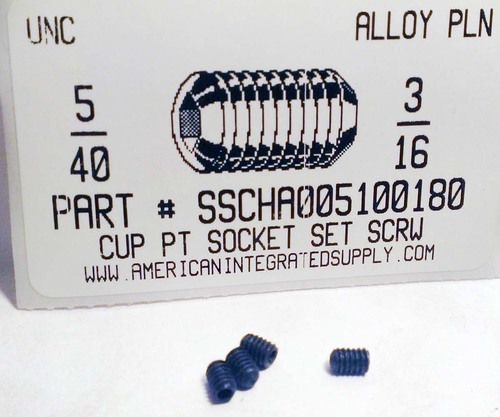 UNC ALLOY PLN
5 3
40 16
PART # SSCHA005100180
CUP PT SOCKET SET SCRW
WWW.AMERICANINTEGRATEDSUPPLY.COM